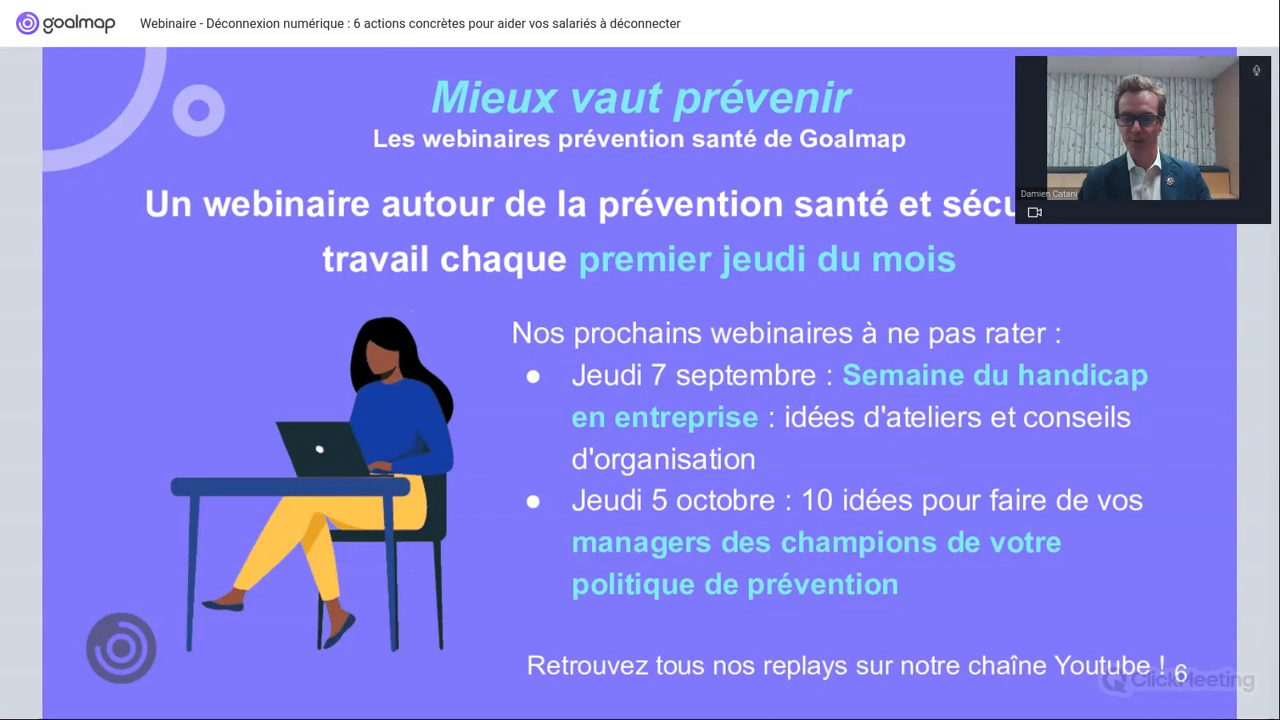 goalmap
Webinaire - Déconnexion numérique : 6 actions concrètes pour aider vos salariés à déconnecter
Mieux vaut prévenir
Les webinaires prévention santé de Goalmap
Un webinaire autour de la prévention santé et sécu
travail chaque premier jeudi du mois
Damien Catani
Nos prochains webinaires à ne pas rater :
● Jeudi 7 septembre : Semaine du handicap
en entreprise : idées d'ateliers et conseils
d'organisation
● Jeudi 5 octobre : 10 idées pour faire de vos
managers des champions de votre
politique de prévention
Retrouvez tous nos replays sur notre chaîne Youtube ! 6
ClickMeeting